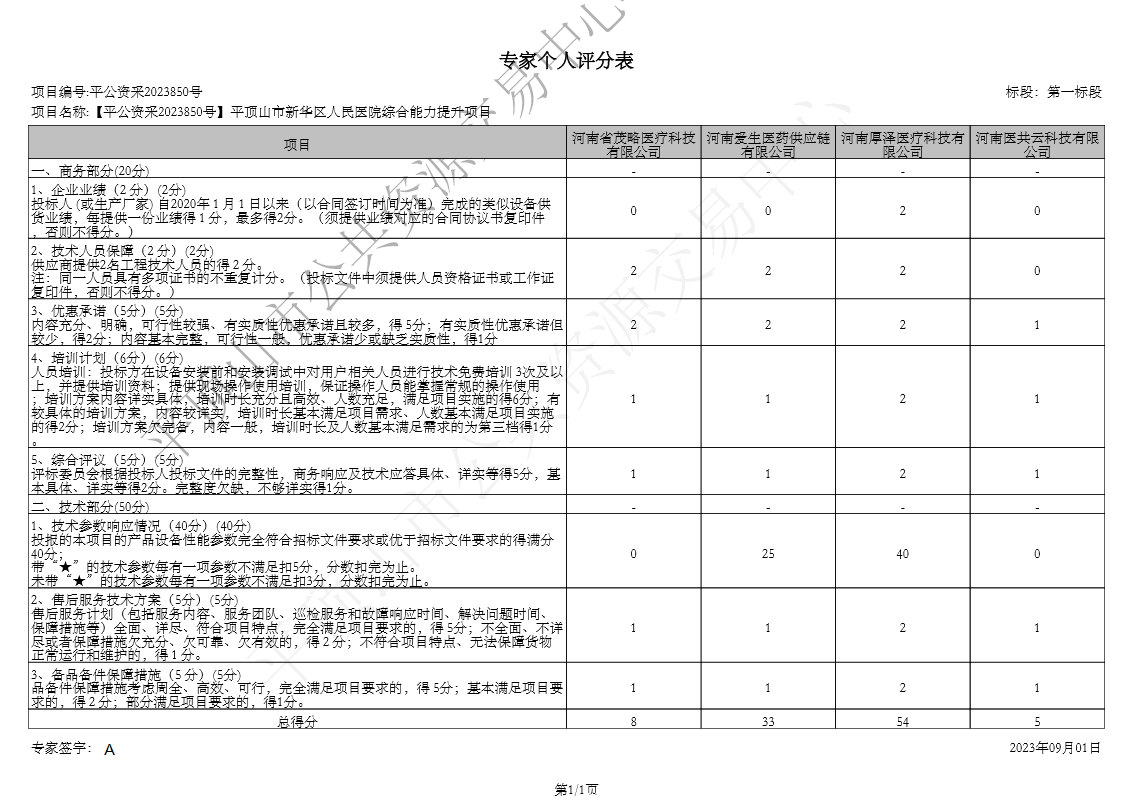 专家个人评分表
项目编号:平公资采2023850号
标段：第一标段
项目名称:【平公资采2023850号】平顶山市新华区人民医院综合能力提升项目
项目 河南省茂略医疗科技有限公司 河南爱生医药供应链有限公司 河南厚泽医疗科技有限公司 河南医共云科技有限公司
一、商务部分(20分) - - - -
1、企业业绩（2 分）(2分)
投标人 (或生产厂家) 自2020年 1 月 1 日以来（以合同签订时间为准）完成的类似设备供
货业绩，每提供一份业绩得 1 分，最多得2分。（须提供业绩对应的合同协议书复印件
，否则不得分。）
0 0 2 0
2、技术人员保障（2 分）(2分)
供应商提供2名工程技术人员的得 2 分。
注：同一人员具有多项证书的不重复计分。（投标文件中须提供人员资格证书或工作证
复印件，否则不得分。）
2 2 2 0
3、优惠承诺（5分）(5分)
内容充分、明确，可行性较强、有实质性优惠承诺且较多，得 5分；有实质性优惠承诺但
较少，得2分；内容基本完整，可行性一般，优惠承诺少或缺乏实质性，得1分
2 2 2 1
4、培训计划（6分）(6分)
人员培训：投标方在设备安装前和安装调试中对用户相关人员进行技术免费培训 3次及以
上，并提供培训资料；提供现场操作使用培训，保证操作人员能掌握常规的操作使用
；培训方案内容详实具体，培训时长充分且高效、人数充足，满足项目实施的得6分；有
较具体的培训方案，内容较详实，培训时长基本满足项目需求、人数基本满足项目实施
的得2分；培训方案欠完备，内容一般，培训时长及人数基本满足需求的为第三档得1分
。
1 1 2 1
5、综合评议（5分）(5分)
评标委员会根据投标人投标文件的完整性，商务响应及技术应答具体、详实等得5分，基
本具体、详实等得2分。完整度欠缺，不够详实得1分。
1 1 2 1
二、技术部分(50分) - - - -
1、技术参数响应情况（40分）(40分)
投报的本项目的产品设备性能参数完全符合招标文件要求或优于招标文件要求的得满分
40分；
带“★”的技术参数每有一项参数不满足扣5分，分数扣完为止。
未带“★”的技术参数每有一项参数不满足扣3分，分数扣完为止。
0 25 40 0
2、售后服务技术方案（5分）(5分)
售后服务计划（包括服务内容、服务团队、巡检服务和故障响应时间、解决问题时间、
保障措施等）全面、详尽、符合项目特点，完全满足项目要求的，得 5分；不全面、不详
尽或者保障措施欠充分、欠可靠、欠有效的，得 2 分；不符合项目特点、无法保障货物
正常运行和维护的，得 1 分。
1 1 2 1
3、备品备件保障措施（5 分）(5分)
品备件保障措施考虑周全、高效、可行，完全满足项目要求的，得 5分；基本满足项目要
求的，得 2 分；部分满足项目要求的，得1分。
1 1 2 1
总得分 8 33 54 5
专家签字： A
2023年09月01日
第1/1页
平顶山市公共资源交易中心
平顶山市公共资源交易中心